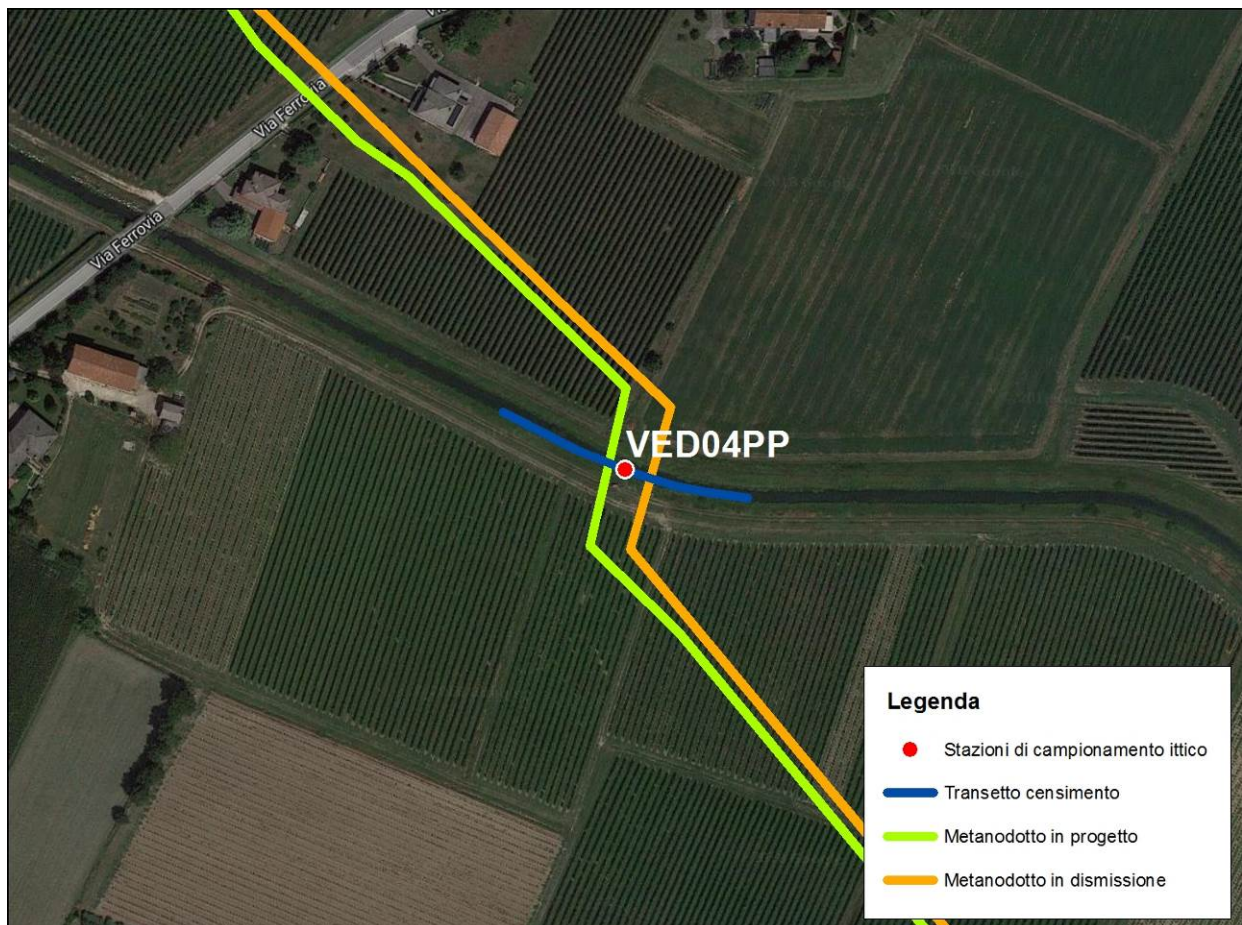 Via Ferrovia
Via Ferrovia
VED04PP
Legenda
Stazioni di campionamento ittico
Transetto censimento
Metanodotto in progetto
Metanodotto in dismissione